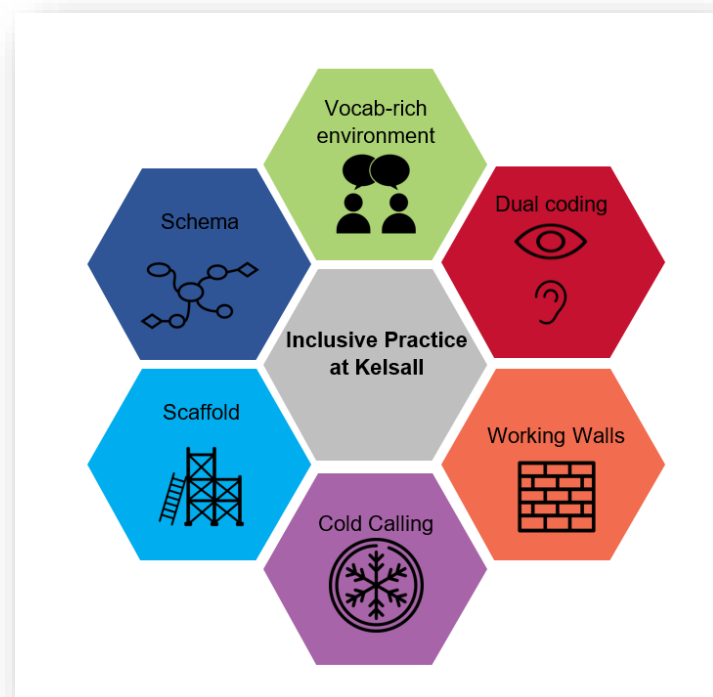 Vocab-rich
environment
Schema
Dual coding
Inclusive Practice
at Kelsall
Scaffold
Working Walls
Cold Calling